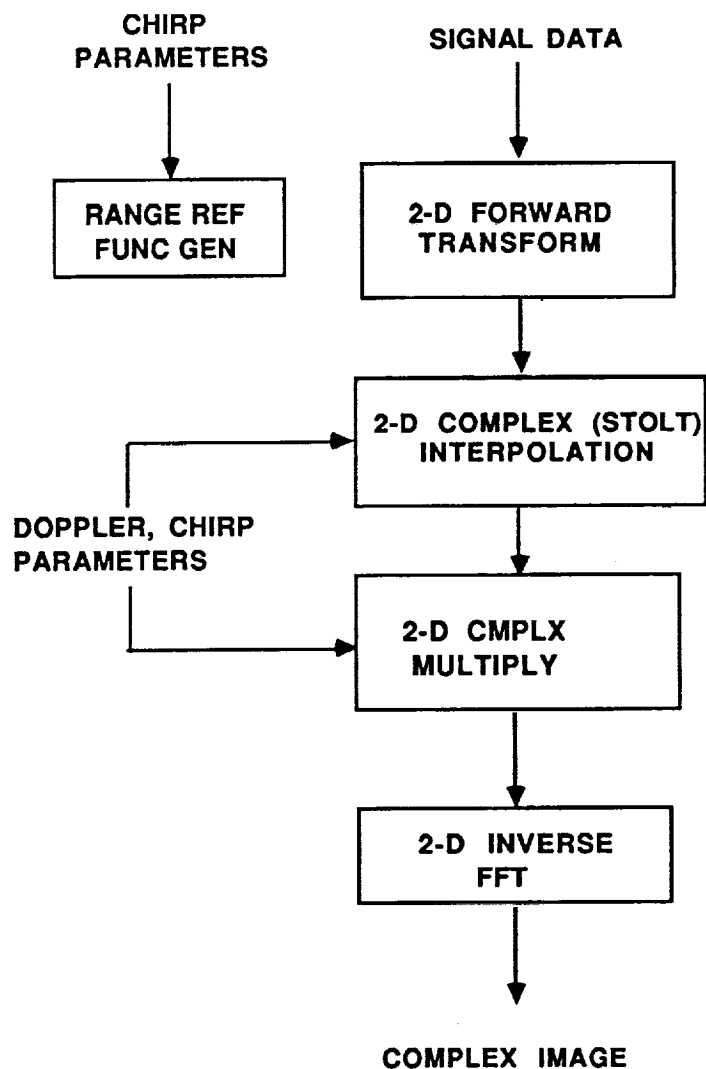 CHIRP
PARAMETERS
SIGNAL DATA
RANGE REF
FUNC GEN
2-D FORWARD
TRANSFORM
2-D COMPLEX (STOLT)
INTERPOLATION
DOPPLER, CHIRP
PARAMETERS
2-D CMPLX
MULTIPLY
2-D INVERSE
FFT
COMPLEX IMAGE